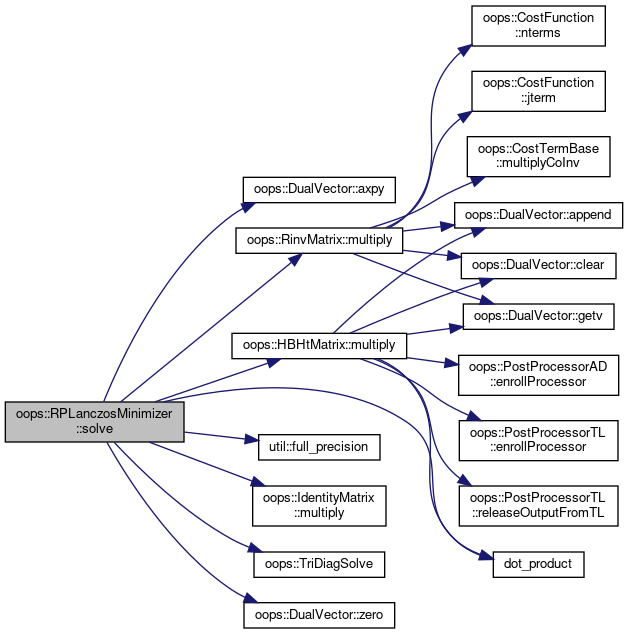 oops::CostFunction
::nterms
oops::CostFunction
::jterm
oops::CostTermBase
::multiplyCoInv
oops::DualVector::axpy
oops::DualVector::append
oops::RinvMatrix::multiply
oops::DualVector::clear
oops::DualVector::getv
oops::HBHtMatrix::multiply
oops::PostProcessorAD
::enrollProcessor
oops::RPLanczosMinimizer
::solve
util::full_precision
oops::PostProcessorTL
::enrollProcessor
oops::IdentityMatrix
::multiply
oops::PostProcessorTL
::releaseOutputFromTL
oops::TriDiagSolve
dot_product
oops::DualVector::zero